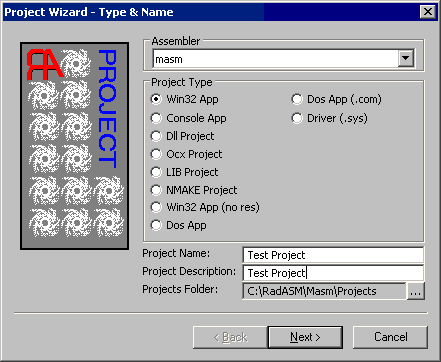 Project Wizard - Type & Name
RA
PROJECT
Assembler
masm
Project Type
Win32 App
Dos App (.com)
Console App
Driver (.sys)
Dll Project
Ocx Project
LIB Project
NMAKE Project
Win32 App (no res)
Dos App
Project Name: Test Project
Project Description: Test Project
Projects Folder: C:\RadASM\Masm\Projects ...
< Back Next > Cancel